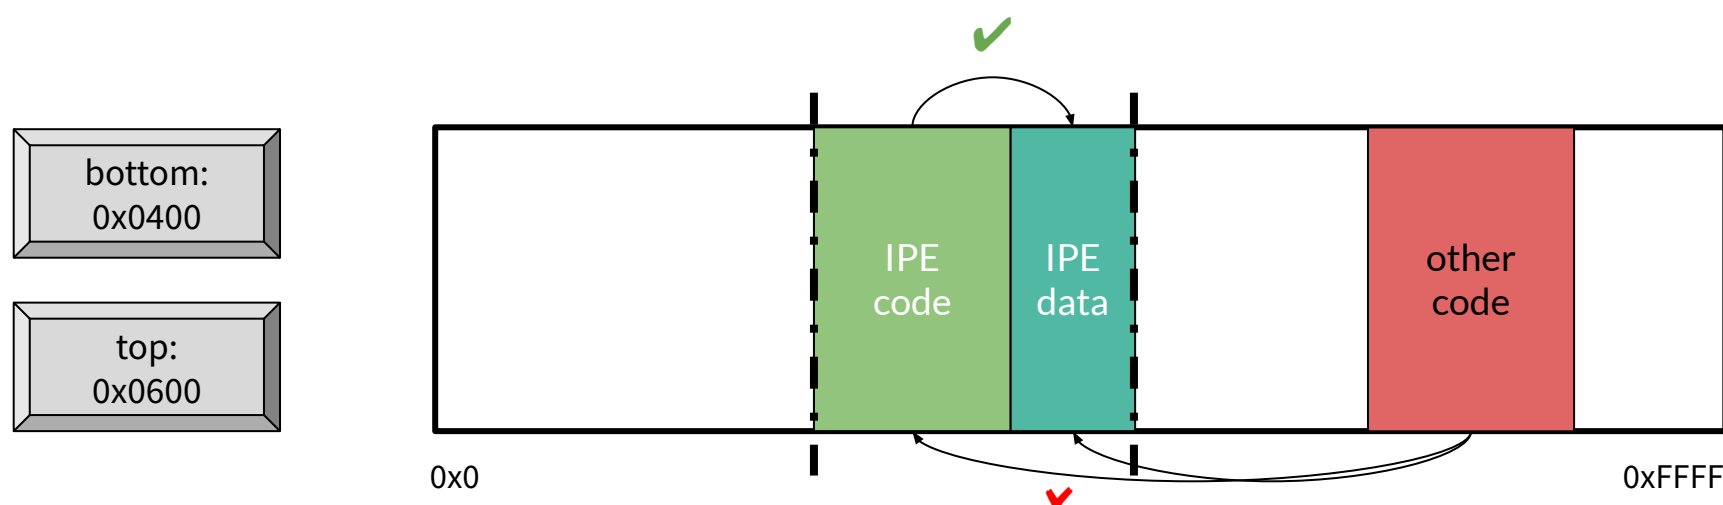 bottom:
0x0400
top:
0x0600
IPE
code
IPE
data
other
code
0x0
0xFFFF